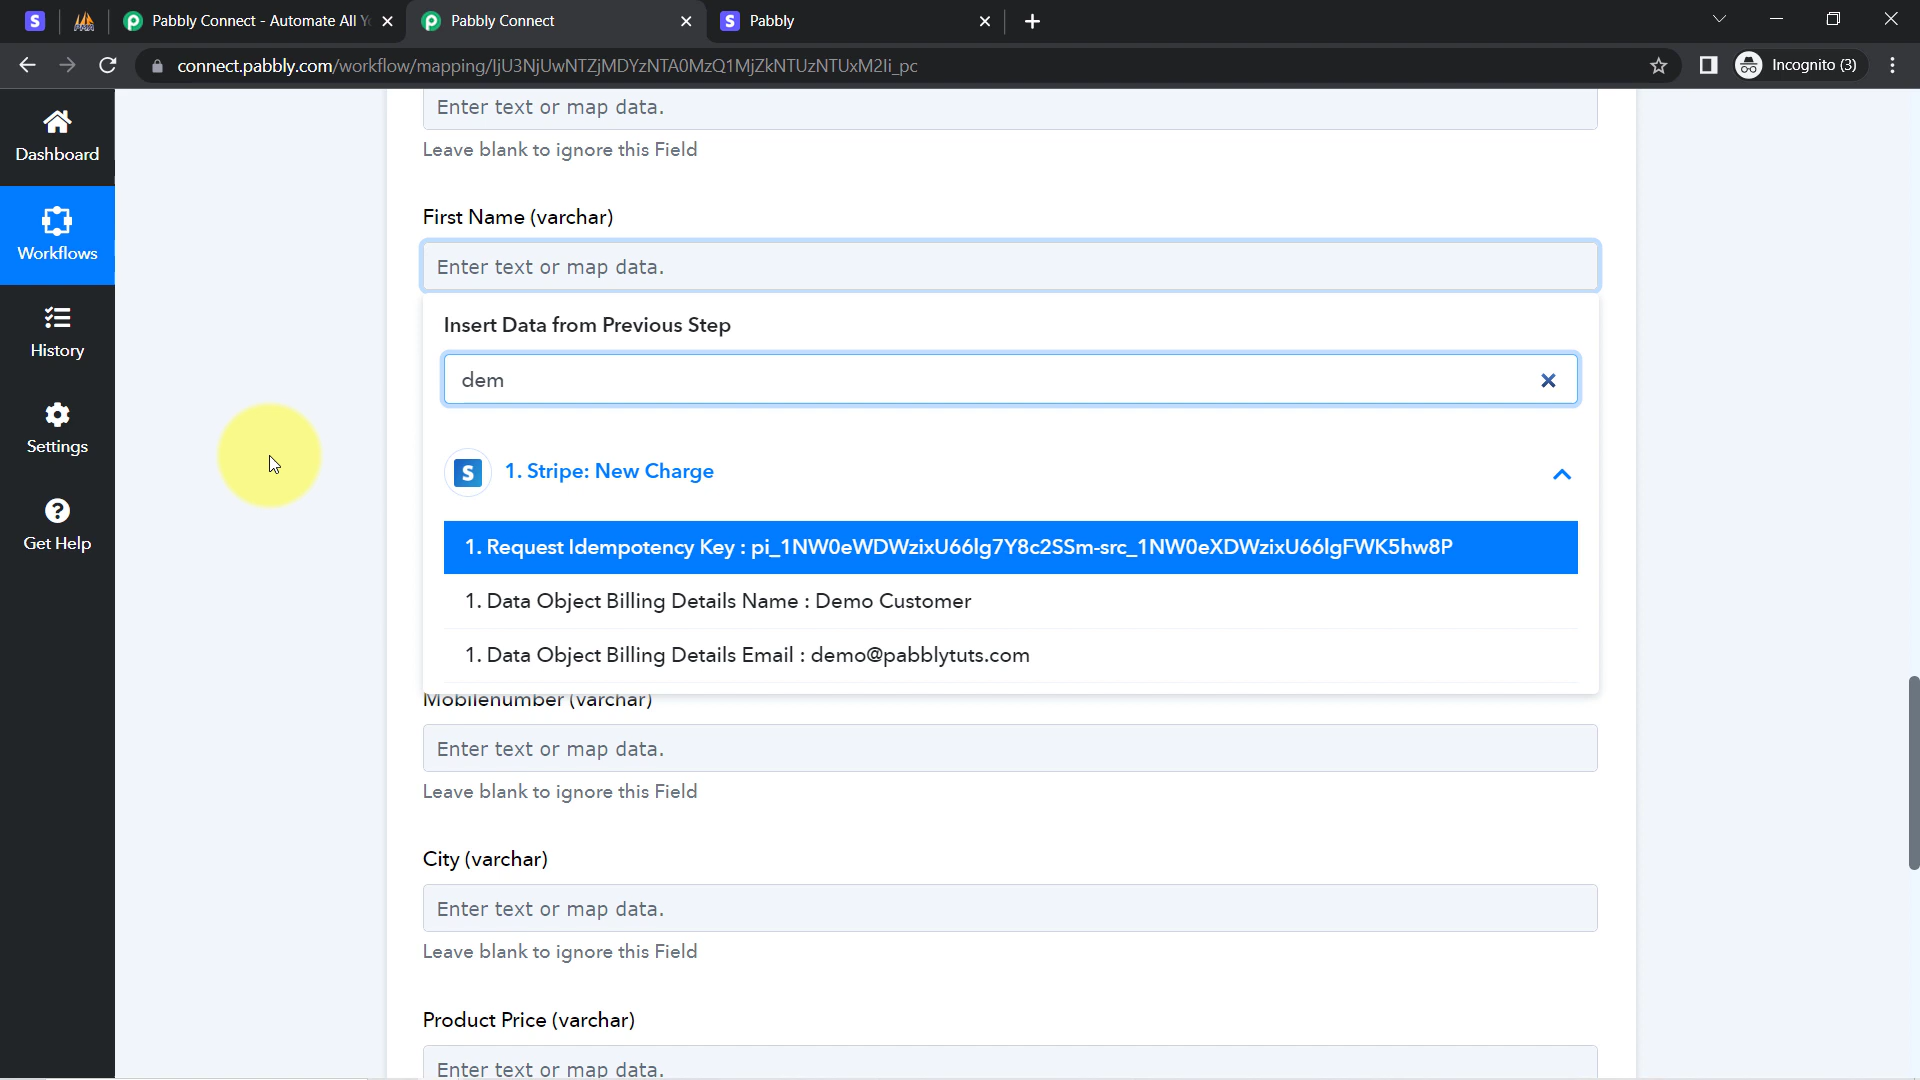 Pabbly Connect - Automate All Y
Pabbly Connect
Pabbly
connect.pabbly.com/workflow/mapping/IjU3NjUwNTZjMDYzNTA0MzQ1MjZkNTUzNTUxM2Ii_pc
Incognito (3)
Dashboard
Workflows
History
Settings
Get Help
Enter text or map data.
Leave blank to ignore this Field
First Name (varchar)
Enter text or map data.
Insert Data from Previous Step
dem
1. Stripe: New Charge
1. Request Idempotency Key : pi_1NW0eWDWzixU66lg7Y8c2SSm-src_1NW0eXDWzixU66lgFWK5hw8P
1. Data Object Billing Details Name : Demo Customer
1. Data Object Billing Details Email : demo@pabblytuts.com
Mobilenumber (varchar)
Enter text or map data.
Leave blank to ignore this Field
City (varchar)
Enter text or map data.
Leave blank to ignore this Field
Product Price (varchar)
Enter text or map data.